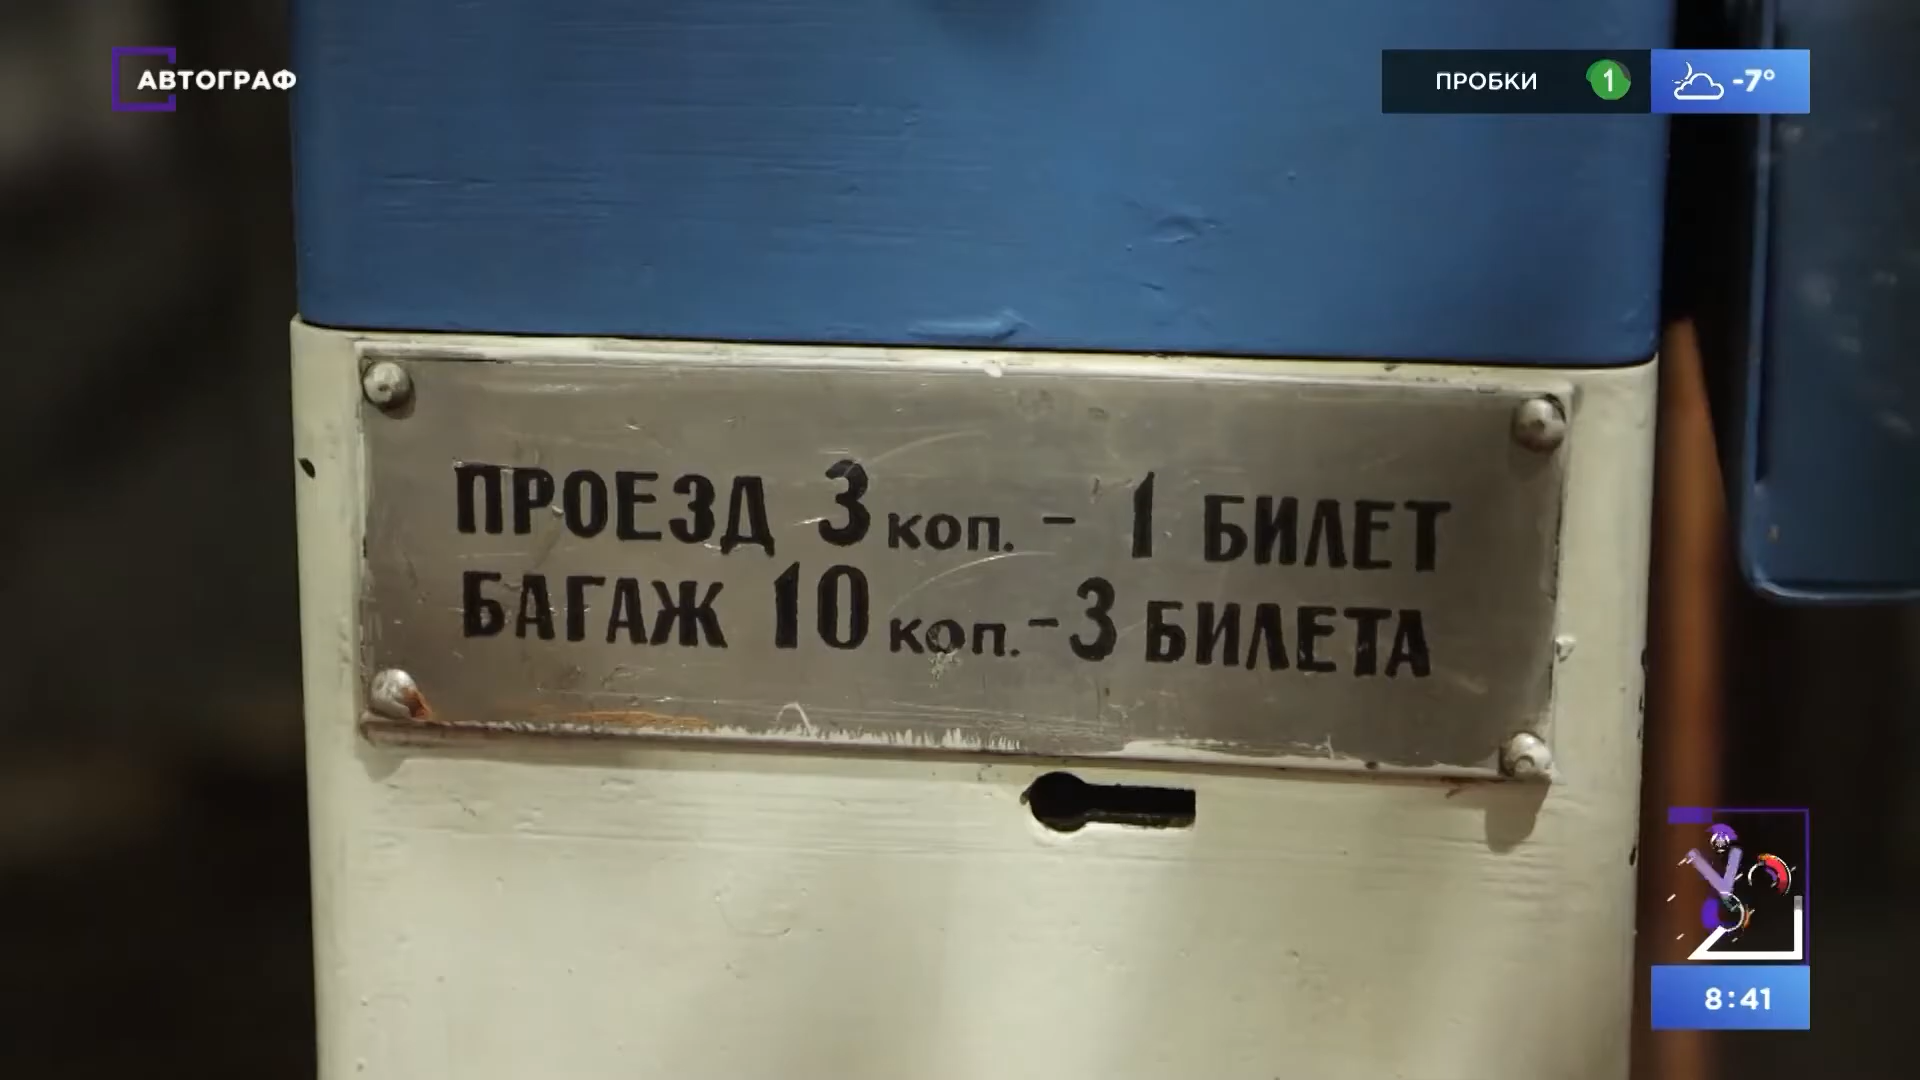 АВТОГРАФ
ПРОБКИ 1 -7°
ПРОЕЗД 3 коп. - 1 БИЛЕТ
БАГАЖ 10 коп. - 3 БИЛЕТА
8:41